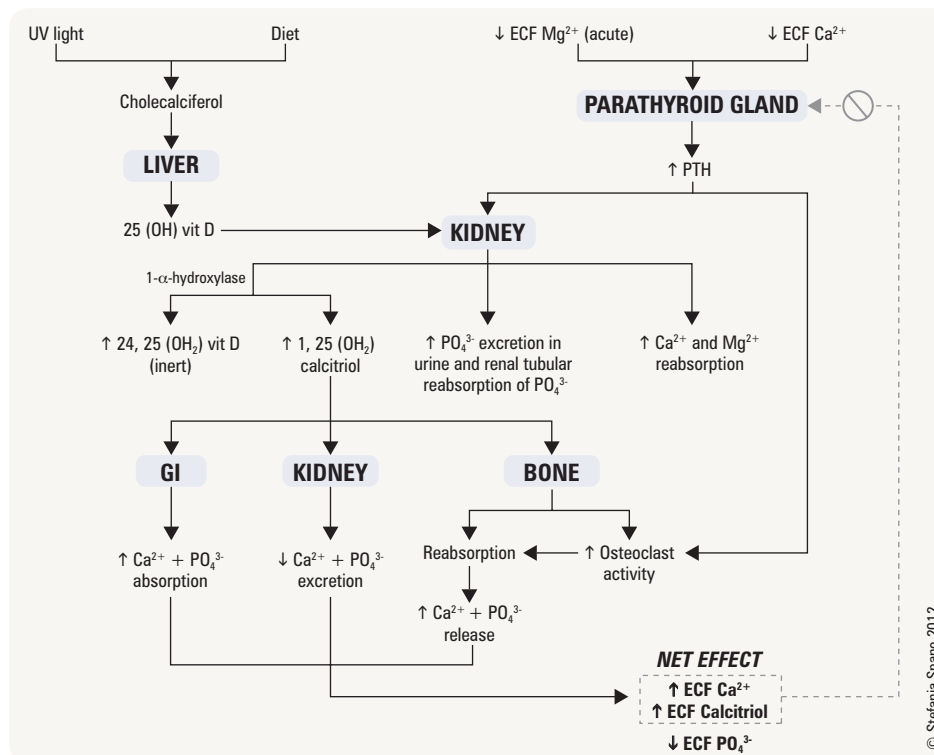 UV light
Diet
↓ ECF Mg²⁺ (acute)
↓ ECF Ca²⁺
Cholecalciferol
PARATHYROID GLAND
LIVER
↑ PTH
25 (OH) vit D
KIDNEY
1-α-hydroxylase
↑ 24, 25 (OH₂) vit D
(inert)
↑ 1, 25 (OH₂)
calcitriol
↑ PO₄³⁻ excretion in
urine and renal tubular
reabsorption of PO₄³⁻
↑ Ca²⁺ and Mg²⁺
reabsorption
GI
KIDNEY
BONE
↑ Ca²⁺ + PO₄³⁻
absorption
↓ Ca²⁺ + PO₄³⁻
excretion
Reabsorption
↑ Osteoclast
activity
↑ Ca²⁺ + PO₄³⁻
release
NET EFFECT
↑ ECF Ca²⁺
↑ ECF Calcitriol
↓ ECF PO₄³⁻
© Stefania Spano 2012